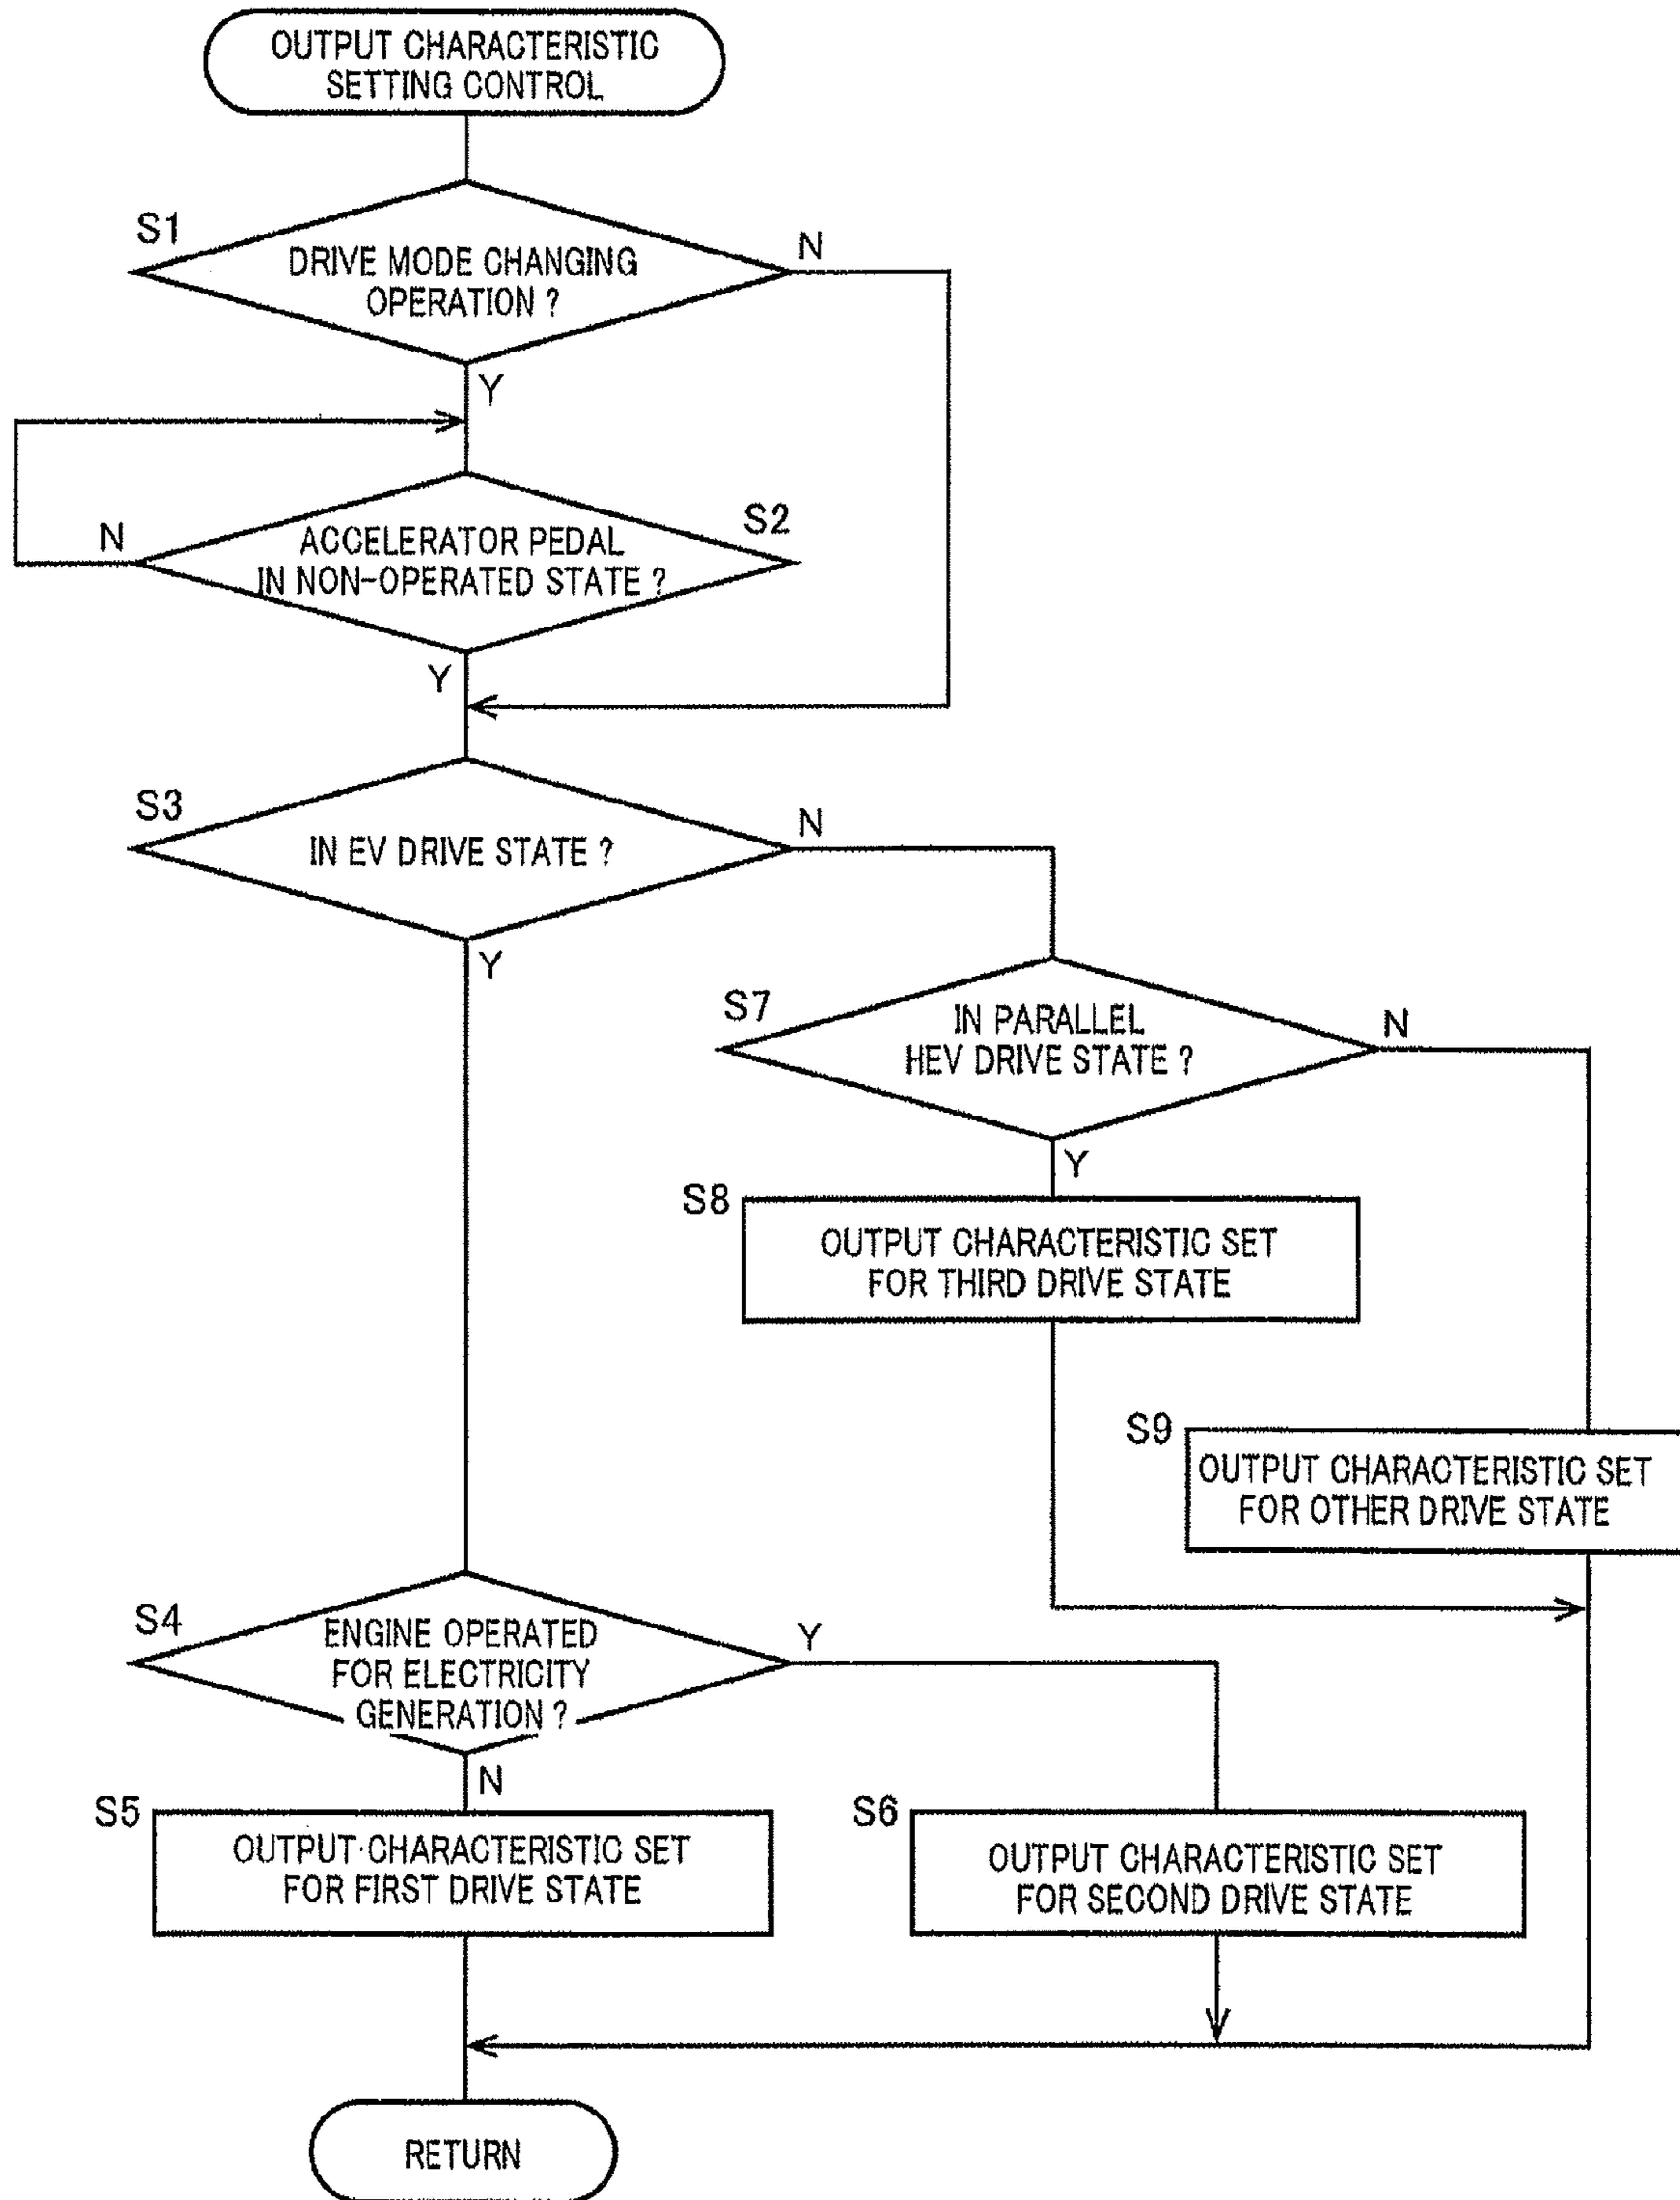 OUTPUT CHARACTERISTIC
SETTING CONTROL
S1
DRIVE MODE CHANGING
OPERATION ?
N
Y
S2
ACCELERATOR PEDAL
IN NON-OPERATED STATE ?
N
Y
S3
IN EV DRIVE STATE ?
N
Y
S7
IN PARALLEL
HEV DRIVE STATE ?
N
Y
S8
OUTPUT CHARACTERISTIC SET
FOR THIRD DRIVE STATE
S9
OUTPUT CHARACTERISTIC SET
FOR OTHER DRIVE STATE
S4
ENGINE OPERATED
FOR ELECTRICITY
GENERATION ?
Y
N
S5
OUTPUT CHARACTERISTIC SET
FOR FIRST DRIVE STATE
S6
OUTPUT CHARACTERISTIC SET
FOR SECOND DRIVE STATE
RETURN